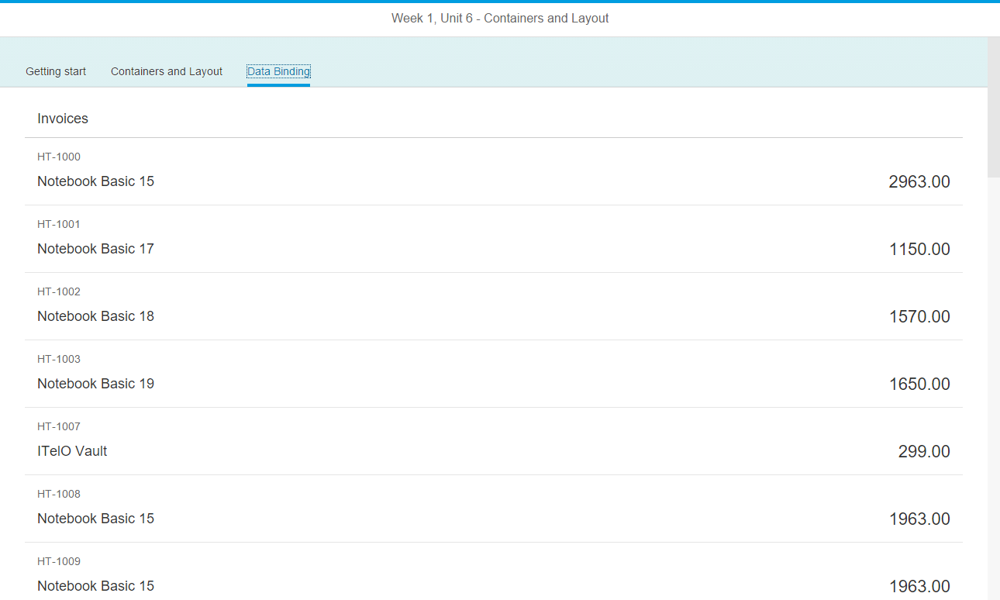 Week 1, Unit 6 - Containers and Layout
Getting start Containers and Layout Data Binding
Invoices
HT-1000
Notebook Basic 15 2963.00
HT-1001
Notebook Basic 17 1150.00
HT-1002
Notebook Basic 18 1570.00
HT-1003
Notebook Basic 19 1650.00
HT-1007
ITelO Vault 299.00
HT-1008
Notebook Basic 15 1963.00
HT-1009
Notebook Basic 15 1963.00